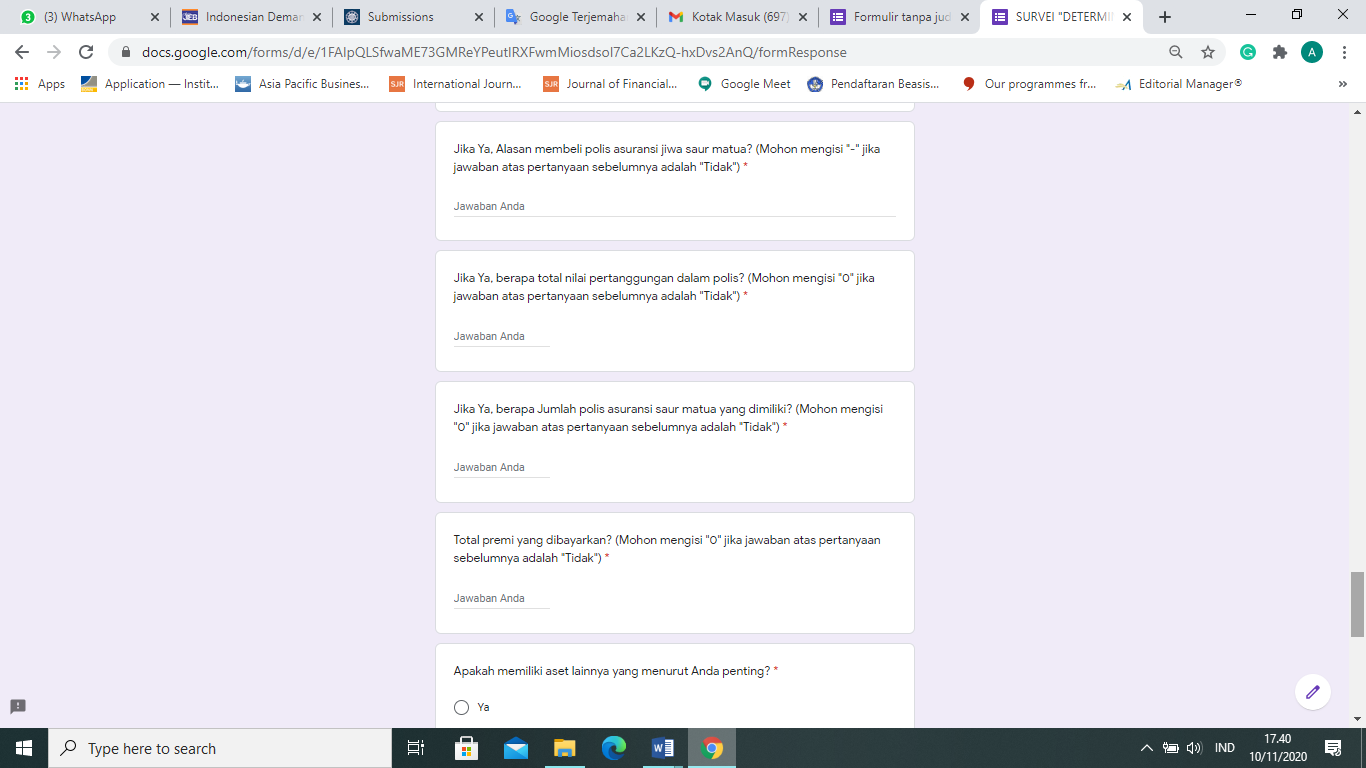 3 (3) WhatsApp
JIEB Indonesian Deman
Submissions
Google Terjemaha
Kotak Masuk (697)
Formulir tanpa jud
SURVEI "DETERMI
docs.google.com/forms/d/e/1FAIpQLSfwaME73GMReYPeutIRXFwmMiosdsoI7Ca2LKzQ-hxDvs2AnQ/formResponse
A
Apps
Application — Instit...
Asia Pacific Busines...
SJR International Journ...
SJR Journal of Financial...
Google Meet
Pendaftaran Beasis...
Our programmes fr...
Editorial Manager®
»
Jika Ya, Alasan membeli polis asuransi jiwa saur matua? (Mohon mengisi "-" jika
jawaban atas pertanyaan sebelumnya adalah "Tidak") *
Jawaban Anda
Jika Ya, berapa total nilai pertanggungan dalam polis? (Mohon mengisi "0" jika
jawaban atas pertanyaan sebelumnya adalah "Tidak") *
Jawaban Anda
Jika Ya, berapa Jumlah polis asuransi saur matua yang dimiliki? (Mohon mengisi
"0" jika jawaban atas pertanyaan sebelumnya adalah "Tidak") *
Jawaban Anda
Total premi yang dibayarkan? (Mohon mengisi "0" jika jawaban atas pertanyaan
sebelumnya adalah "Tidak") *
Jawaban Anda
Apakah memiliki aset lainnya yang menurut Anda penting? *
Ya
Type here to search
IND
17.40
10/11/2020